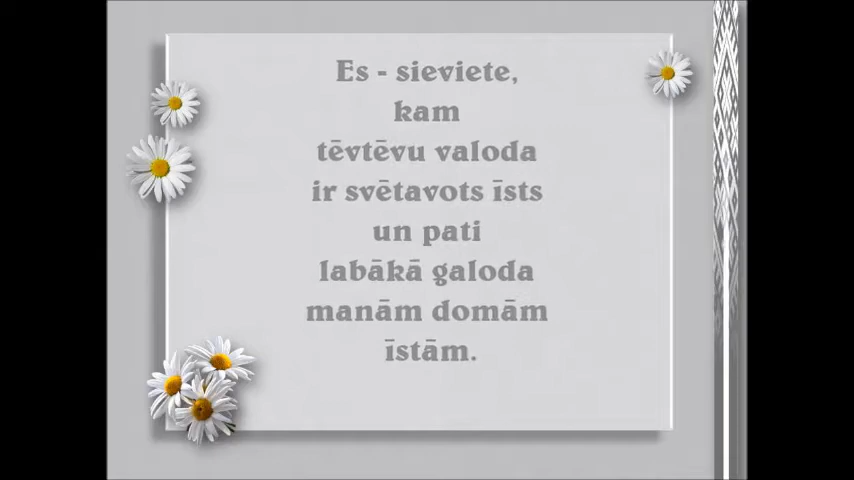 Es - sieviete,
kam
tēvtēvu valoda
ir svētavots īsts
un pati
labākā galoda
manām domām
īstām.